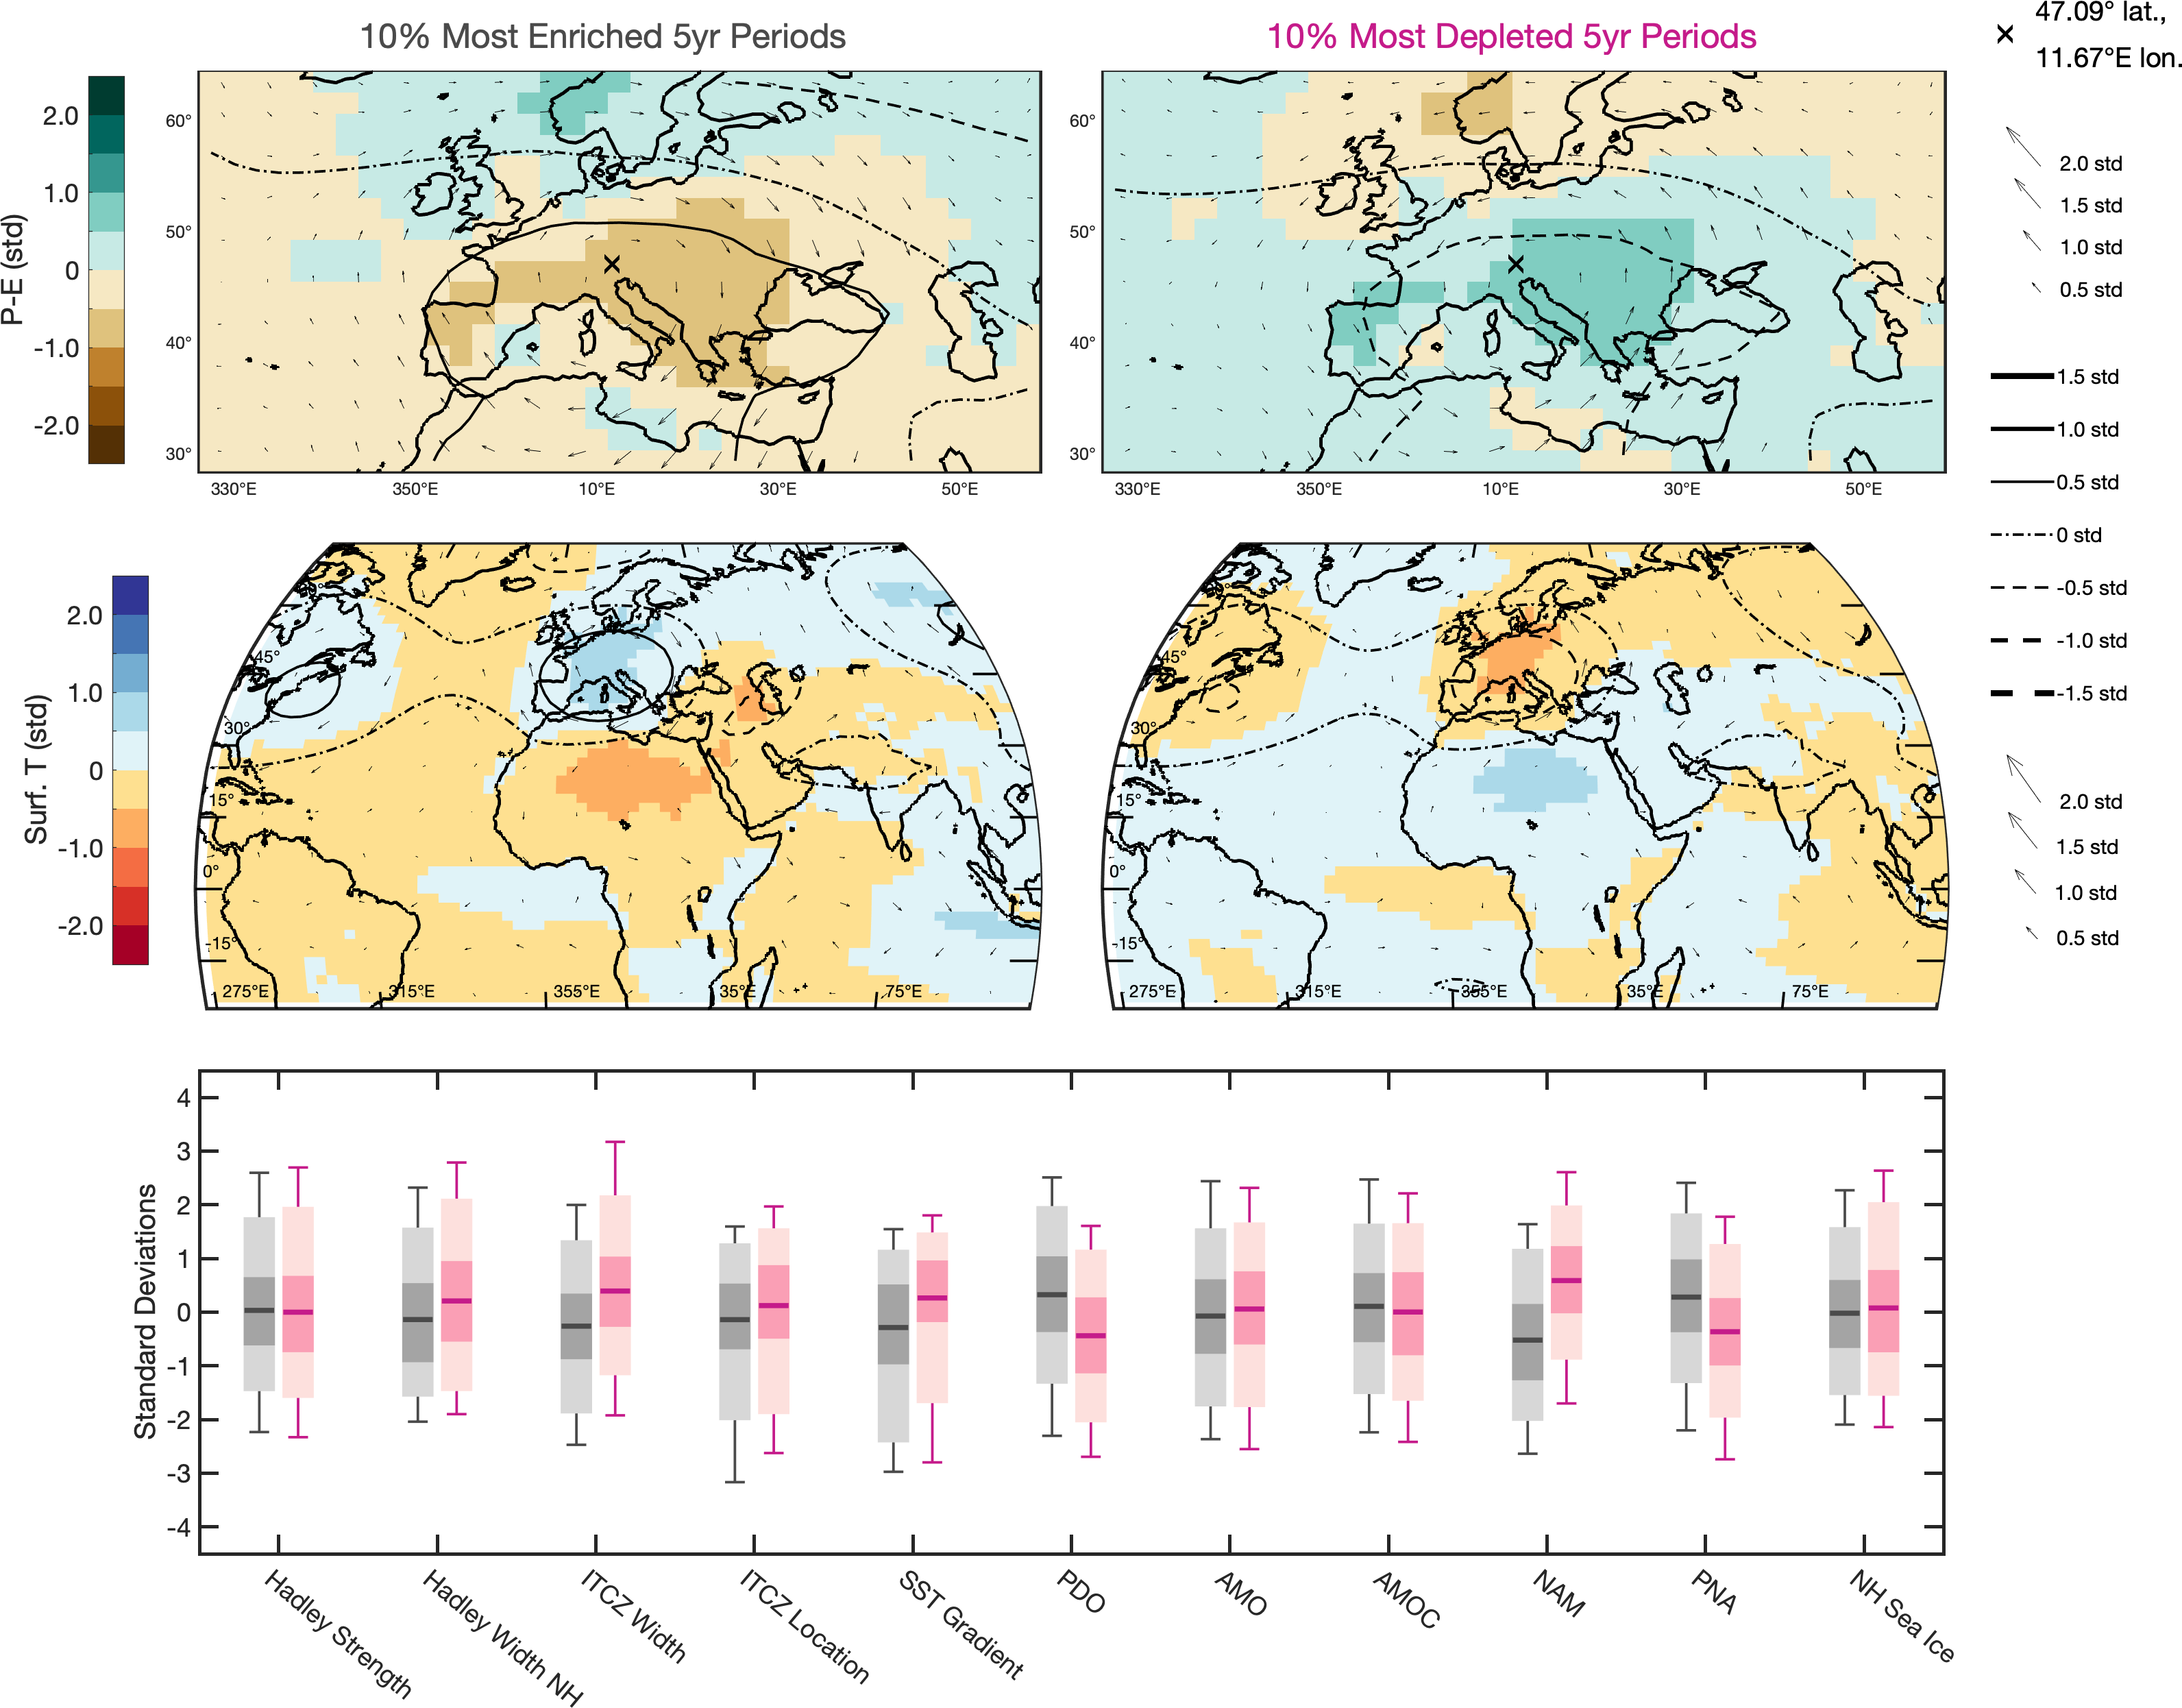 10% Most Enriched 5yr Periods
10% Most Depleted 5yr Periods
47.09° lat.,
11.67°E lon.
P-E (std)
2.0
1.0
0
-1.0
-2.0
60°
50°
40°
30°
330°E 350°E 10°E 30°E 50°E
60°
50°
40°
30°
330°E 350°E 10°E 30°E 50°E
2.0 std
1.5 std
1.0 std
0.5 std
1.5 std
1.0 std
0.5 std
0 std
-0.5 std
-1.0 std
-1.5 std
Surf. T (std)
2.0
1.0
0
-1.0
-2.0
45°
30°
15°
0°
-15°
275°E 315°E 355°E 35°E 75°E
45°
30°
15°
0°
-15°
275°E 315°E 355°E 35°E 75°E
2.0 std
1.5 std
1.0 std
0.5 std
Standard Deviations
4
3
2
1
0
-1
-2
-3
-4
Hadley Strength
Hadley Width NH
ITCZ Width
ITCZ Location
SST Gradient
PDO
AMO
AMOC
NAM
PNA
NH Sea Ice